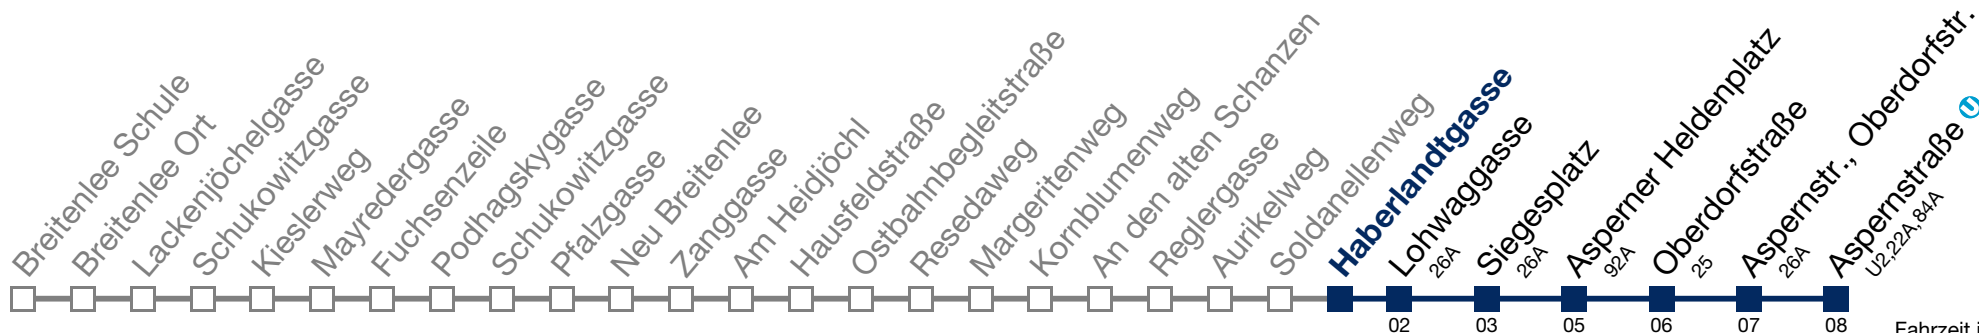 Breitenlee Schule
Breitenlee Ort
Lackenjöchelgasse
Schukowitzgasse
Kieslerweg
Mayredergasse
Fuchsenzeile
Podhagskygasse
Schukowitzgasse
Pfalzgasse
Neu Breitenlee
Zanggasse
Am Heidjöchl
Hausfeldstraße
Ostbahnbegleitstraße
Resedaweg
Margeritenweg
Kornblumenweg
An den alten Schanzen
Reglergasse
Aurikelweg
Soldanellenweg
Haberlandtgasse
Lohwaggasse
26A
Siegesplatz
26A
Asperner Heldenplatz
92A
Oberdorfstraße
25
Aspernstr., Oberdorfstr.
26A
Aspernstraße U
U2,22A,84A
02 03 05 06 07 08
Fahrzeit i